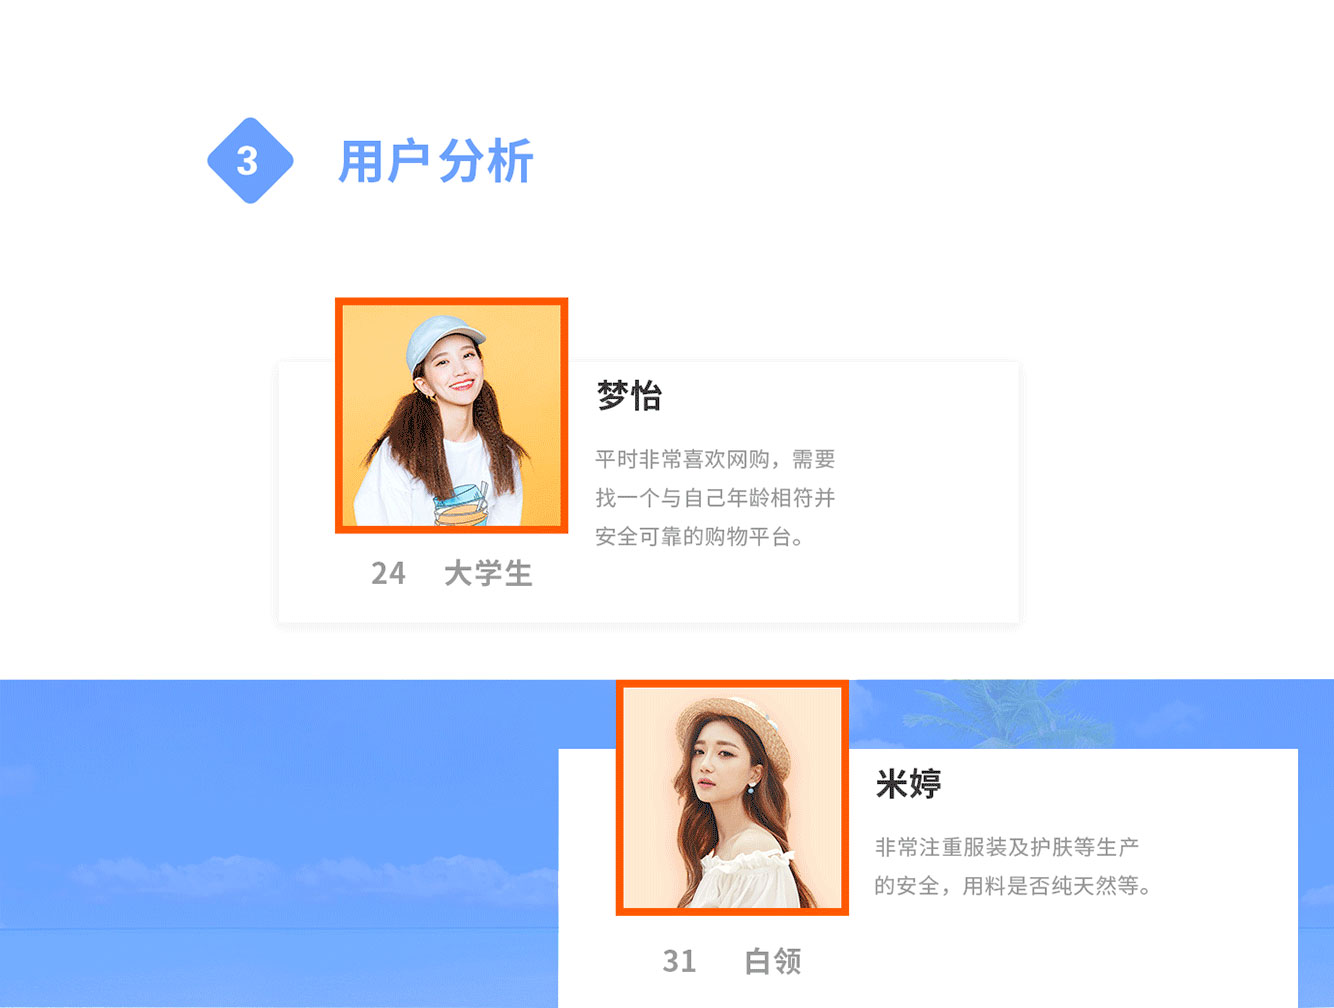 3 用户分析
梦怡
平时非常喜欢网购，需要
找一个与自己年龄相符并
安全可靠的购物平台。
24 大学生
米婷
非常注重服装及护肤等生产
的安全，用料是否纯天然等。
31 白领